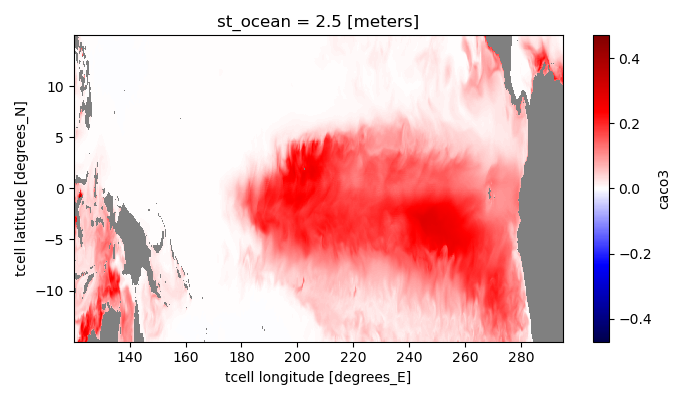 st_ocean = 2.5 [meters]
10
5
0
−5
−10
tcell latitude [degrees_N]
140 160 180 200 220 240 260 280
tcell longitude [degrees_E]
0.4
0.2
0.0
−0.2
−0.4
caco3